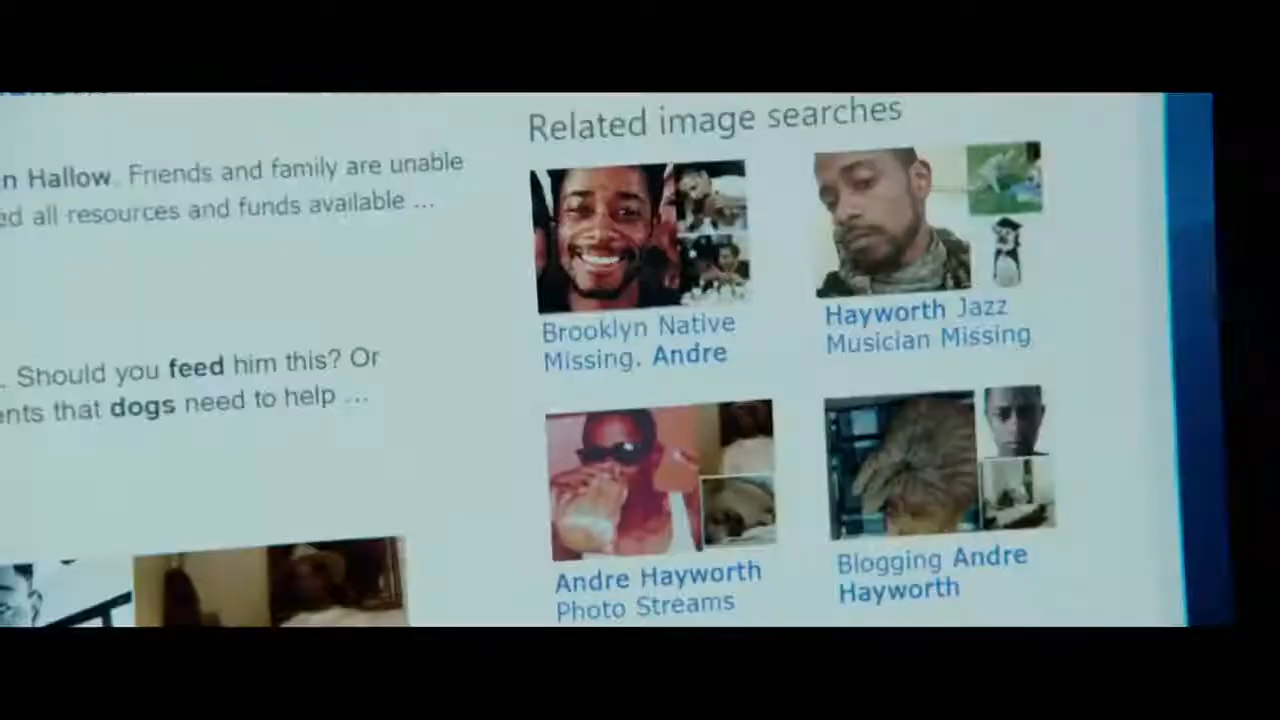 Related image searches
n Hallow. Friends and family are unable
ed all resources and funds available ...
Brooklyn Native
Missing. Andre
Hayworth Jazz
Musician Missing
. Should you feed him this? Or
ents that dogs need to help ...
Andre Hayworth
Photo Streams
Blogging Andre
Hayworth